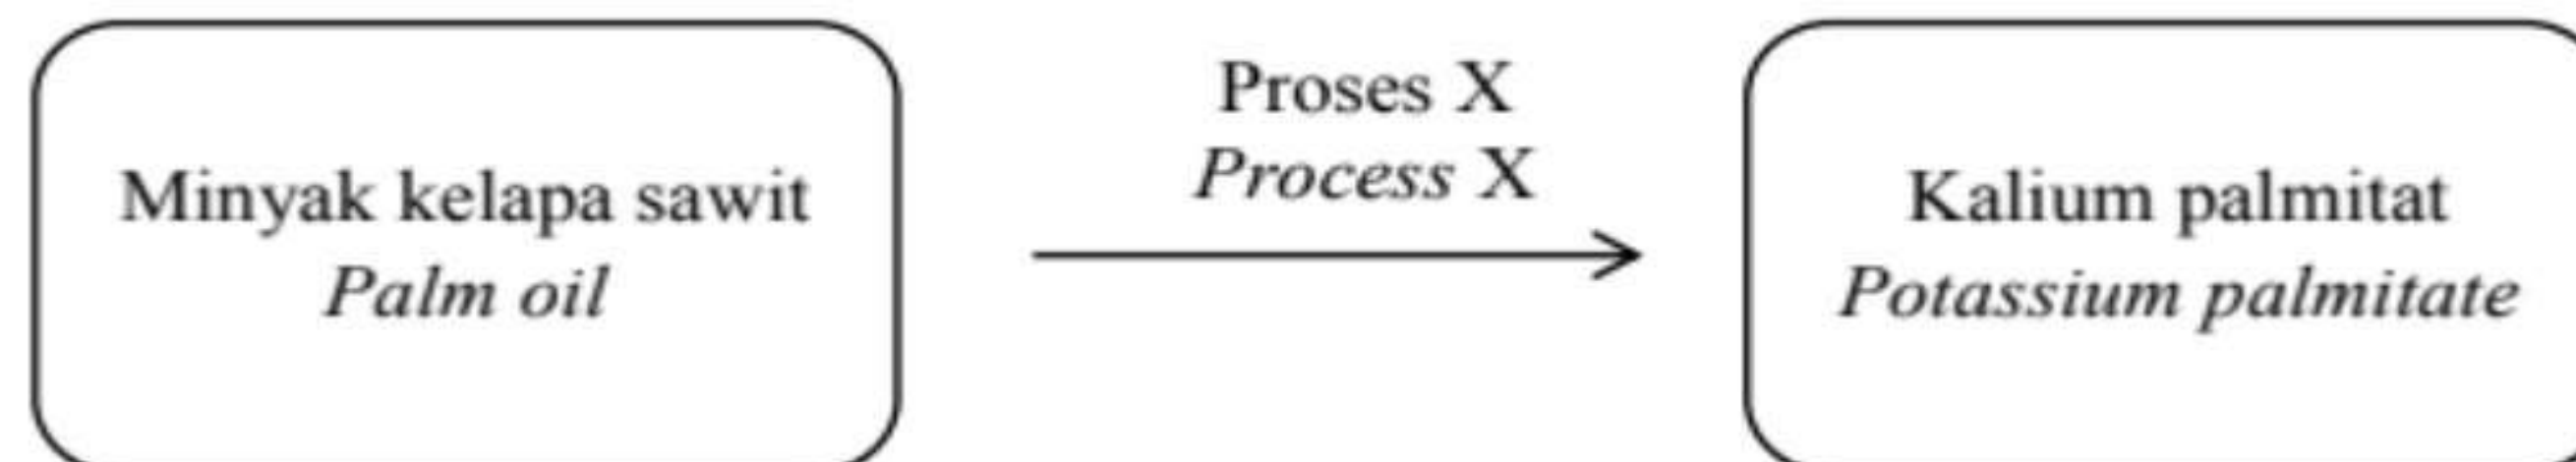 Minyak kelapa sawit
Palm oil
Proses X
Process X
Kalium palmitat
Potassium palmitate